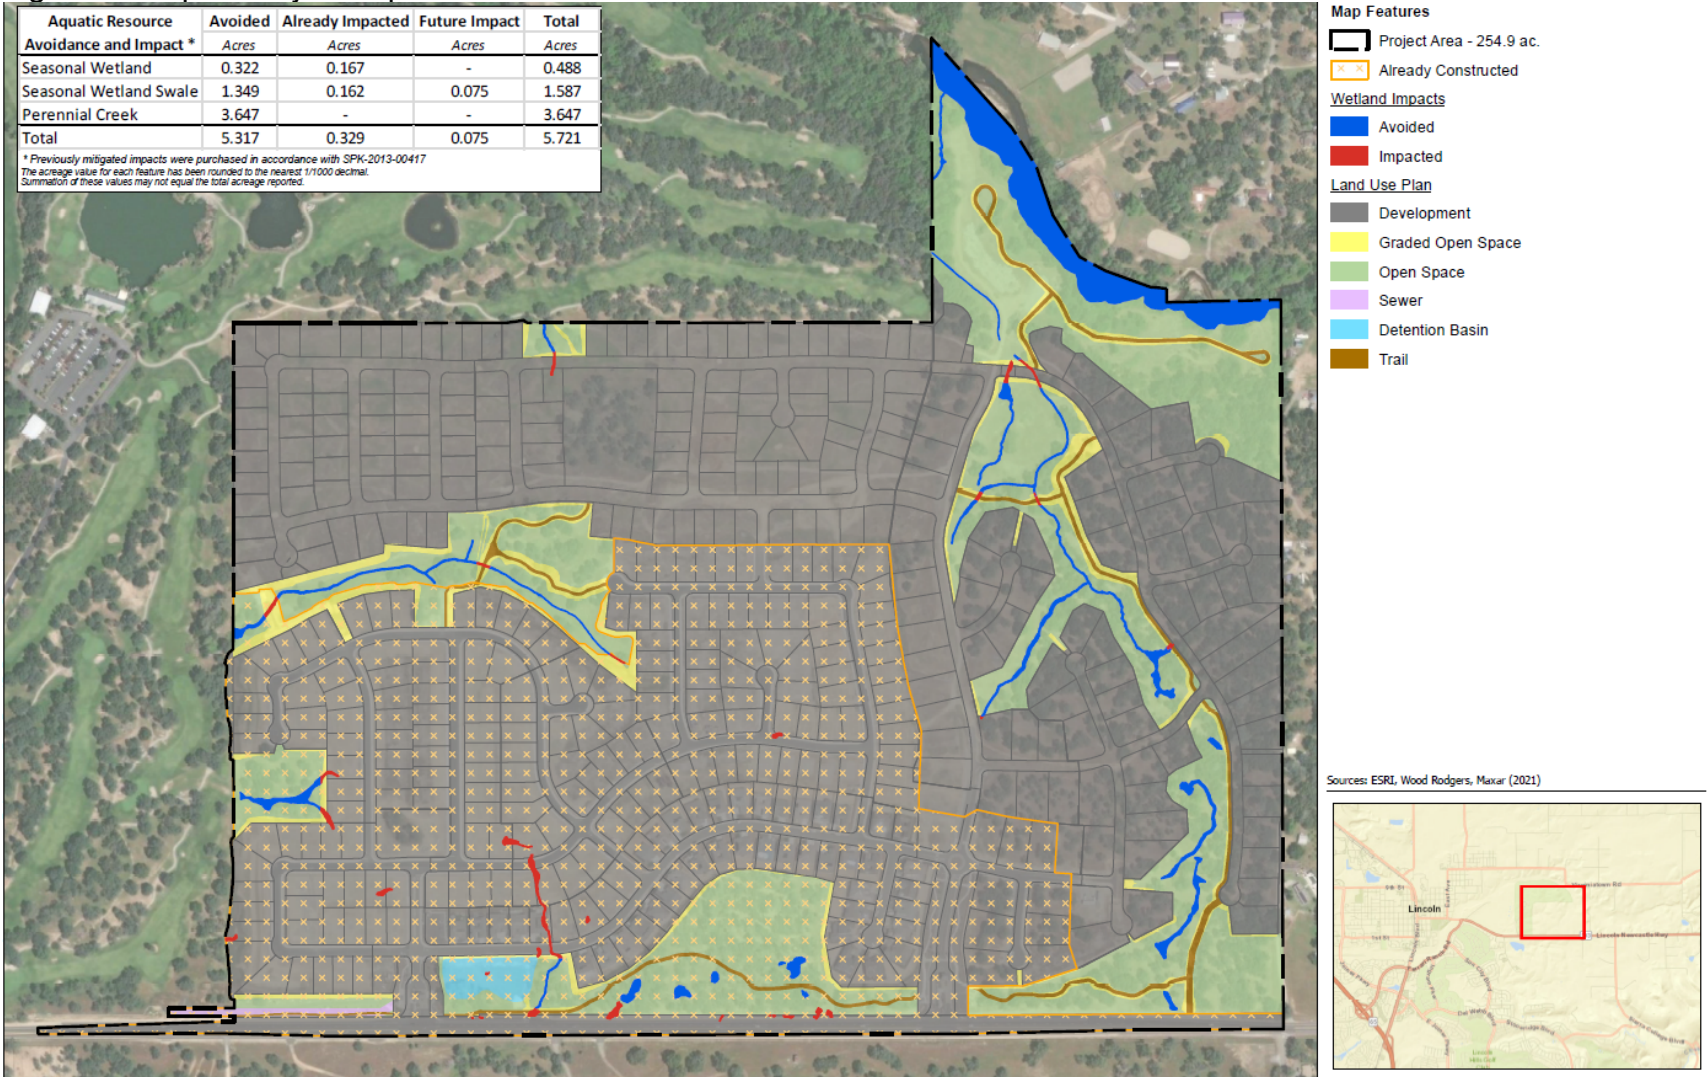 Aquatic Resource Avoided Already Impacted Future Impact Total
Avoidance and Impact * Acres Acres Acres Acres
Seasonal Wetland 0.322 0.167 - 0.488
Seasonal Wetland Swale 1.349 0.162 0.075 1.587
Perennial Creek 3.647 - - 3.647
Total 5.317 0.329 0.075 5.721
* Previously mitigated impacts were purchased in accordance with SPK-2013-00417
The acreage value for each feature has been rounded to the nearest 1/1000 decimal.
Summation of these values may not equal the total acreage reported.
Map Features
Project Area - 254.9 ac.
Already Constructed
Wetland Impacts
Avoided
Impacted
Land Use Plan
Development
Graded Open Space
Open Space
Sewer
Detention Basin
Trail
Sources: ESRI, Wood Rodgers, Maxar (2021)
Lincoln